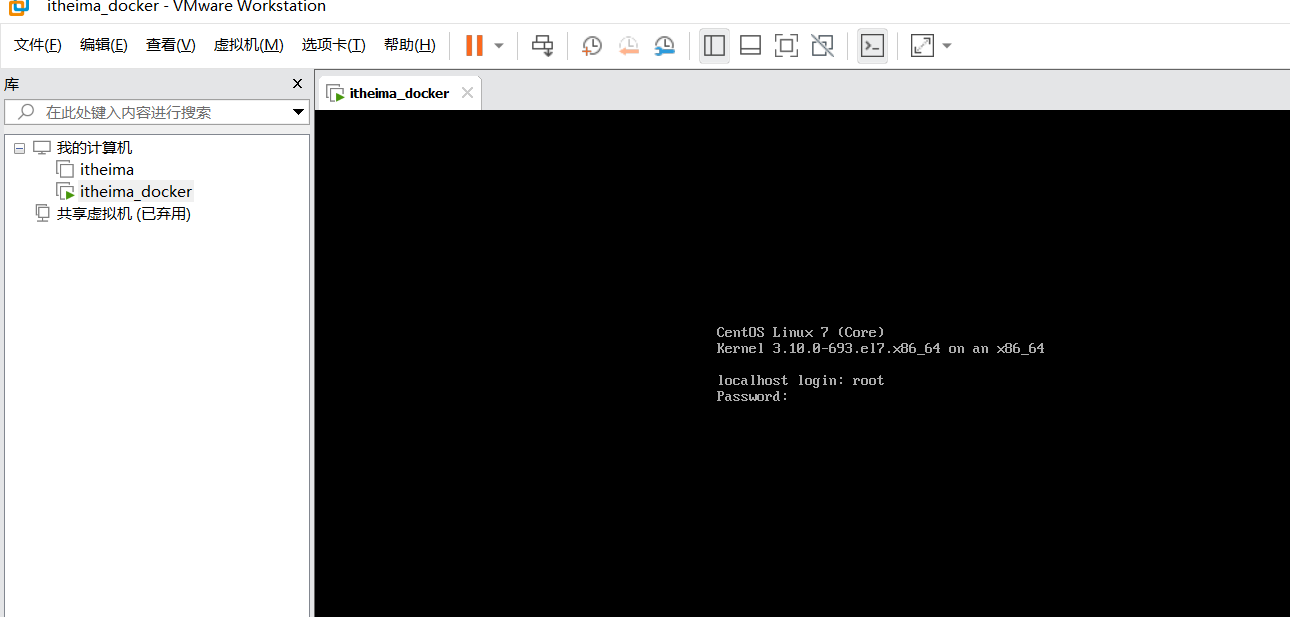 itheima_docker - VMware Workstation
文件(F) 编辑(E) 查看(V) 虚拟机(M) 选项卡(T) 帮助(H)
库
在此处键入内容进行搜索
我的计算机
itheima
itheima_docker
共享虚拟机 (已弃用)
itheima_docker
CentOS Linux 7 (Core)
Kernel 3.10.0-693.el7.x86_64 on an x86_64
localhost login: root
Password: